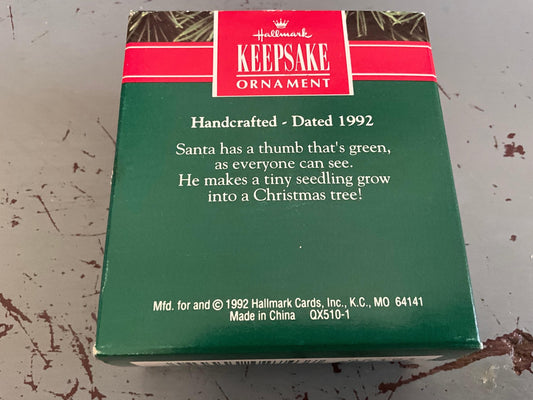 Hallmark
KEEPSAKE
ORNAMENT
Handcrafted - Dated 1992
Santa has a thumb that's green,
as everyone can see.
He makes a tiny seedling grow
into a Christmas tree!
Mfd. for and © 1992 Hallmark Cards, Inc., K.C., MO 64141
Made in China QX510-1